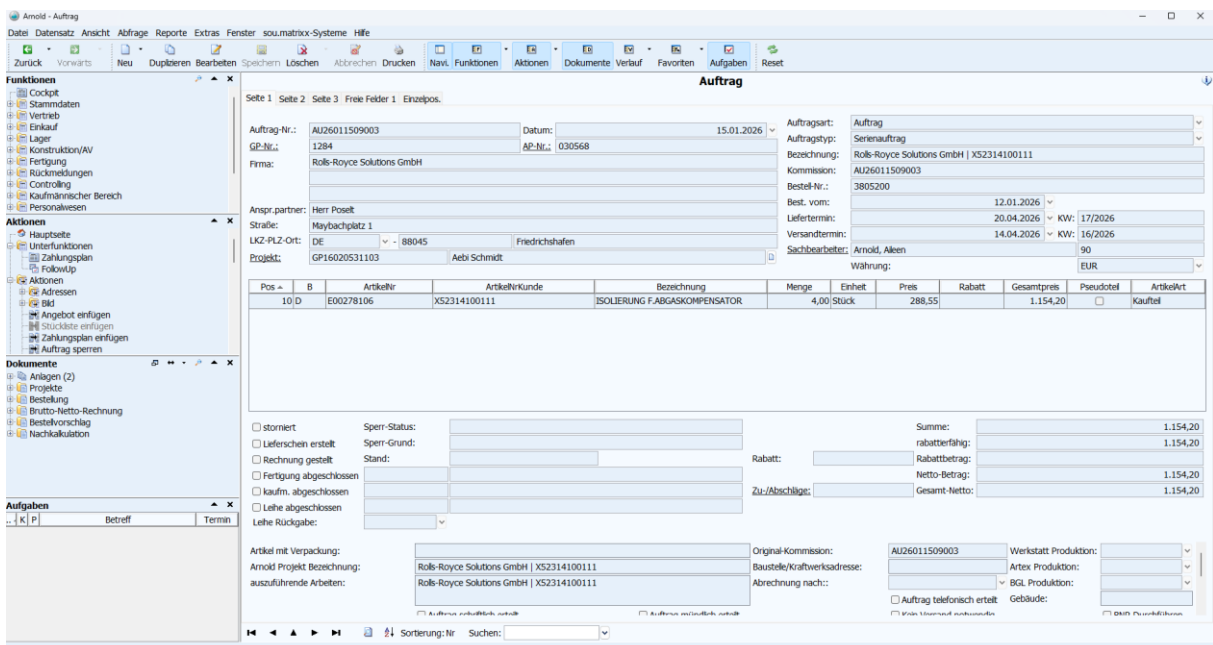 Arnold - Auftrag
Datei Datensatz Ansicht Abfrage Reporte Extras Fenster sou.matrixx-Systeme Hilfe
Zurück Vorwärts Neu Duplizieren Bearbeiten Speichern Löschen Abbrechen Drucken Navi. Funktionen Aktionen Dokumente Verlauf Favoriten Aufgaben Reset
Funktionen
Cockpit
Stammdaten
Vertrieb
Einkauf
Lager
Konstruktion/AV
Fertigung
Rückmeldungen
Controlling
Kaufmännischer Bereich
Personalwesen
Aktionen
Hauptseite
Unterfunktionen
Zahlungsplan
FollowUp
Aktionen
Adressen
Bild
Angebot einfügen
Stückliste einfügen
Zahlungsplan einfügen
Auftrag sperren
Dokumente
Anlagen (2)
Projekte
Bestellung
Brutto-Netto-Rechnung
Bestellvorschlag
Nachkalkulation
Aufgaben
.. K P Betreff Termin
Auftrag
Seite 1 Seite 2 Seite 3 Freie Felder 1 Einzelpos.
Auftrag-Nr.: AU26011509003 Datum: 15.01.2026
GP-Nr.: 1284 AP-Nr.: 030568
Firma: Rolls-Royce Solutions GmbH
Anspr.partner: Herr Poselt
Straße: Maybachplatz 1
LKZ-PLZ-Ort: DE - 88045 Friedrichshafen
Projekt: GP16020531103 Aebi Schmidt
Auftragsart: Auftrag
Auftragstyp: Serienauftrag
Bezeichnung: Rolls-Royce Solutions GmbH | X52314100111
Kommission: AU26011509003
Bestell-Nr.: 3805200
Best. vom: 12.01.2026
Liefertermin: 20.04.2026 KW: 17/2026
Versandtermin: 14.04.2026 KW: 16/2026
Sachbearbeiter: Arnold, Aileen 90
Währung: EUR
Pos B ArtikelNr ArtikelNrKunde Bezeichnung Menge Einheit Preis Rabatt Gesamtpreis Pseudoteil ArtikelArt
10 D E00278106 X52314100111 ISOLIERUNG F.ABGASKOMPENSATOR 4,00 Stück 288,55 1.154,20 Kaufteil
storniert Sperr-Status: Summe: 1.154,20
Lieferschein erstellt Sperr-Grund: rabattierfähig: 1.154,20
Rechnung gestellt Stand: Rabatt: Rabattbetrag:
Fertigung abgeschlossen Netto-Betrag: 1.154,20
kaufm. abgeschlossen Zu-/Abschläge: Gesamt-Netto: 1.154,20
Leihe abgeschlossen
Leihe Rückgabe:
Artikel mit Verpackung: Original-Kommission: AU26011509003 Werkstatt Produktion:
Arnold Projekt Bezeichnung: Rolls-Royce Solutions GmbH | X52314100111 Baustelle/Kraftwerksadresse: Artex Produktion:
auszuführende Arbeiten: Rolls-Royce Solutions GmbH | X52314100111 Abrechnung nach:: BGL Produktion:
Auftrag telefonisch erteilt Gebäude:
Auftrag schriftlich erteilt Auftrag mündlich erteilt Kein Versand notwendig BNP Durchführen
Sortierung: Nr Suchen: